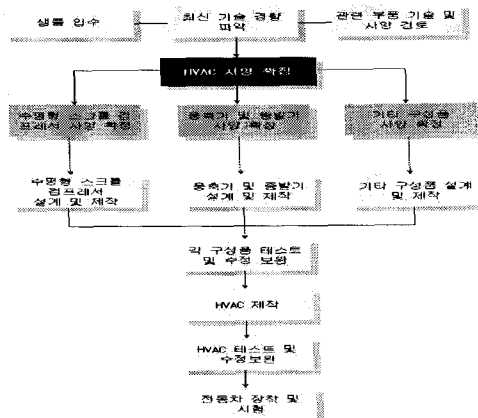 샘플 입수
최신 기술 경향
파악
관련 부품 기술 및
사양 검토
HVAC 사양 확정
수평형 스크롤 컴
프레서 사양 확정
응축기 및 증발기
사양 확정
기타 구성품
사양 확정
수평형 스크롤
컴프레서
설계 및 제작
응축기 및 증발기
설계 및 제작
기타 구성품 설계
및 제작
각 구성품 테스트
및 수정 보완
HVAC 제작
HVAC 테스트 및
수정보완
전동차 장착 및
시험